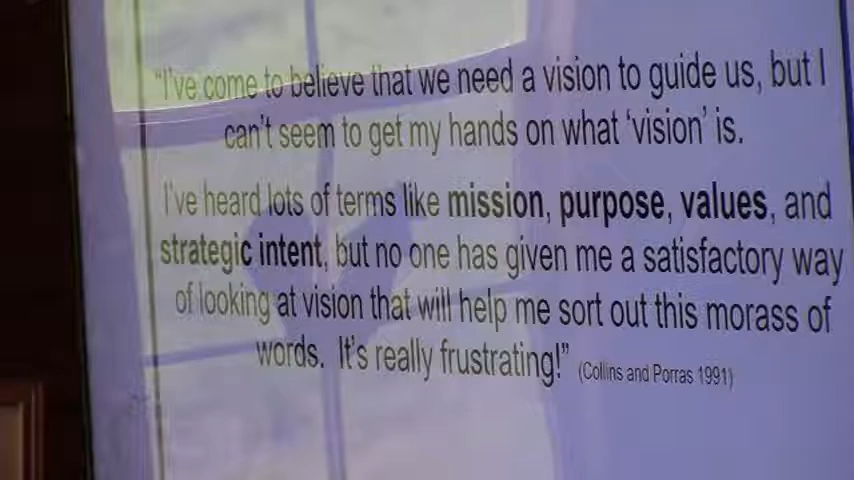 “I’ve come to believe that we need a vision to guide us, but I
can’t seem to get my hands on what ‘vision’ is.
I’ve heard lots of terms like mission, purpose, values, and
strategic intent, but no one has given me a satisfactory way
of looking at vision that will help me sort out this morass of
words. It’s really frustrating!” (Collins and Porras 1991)